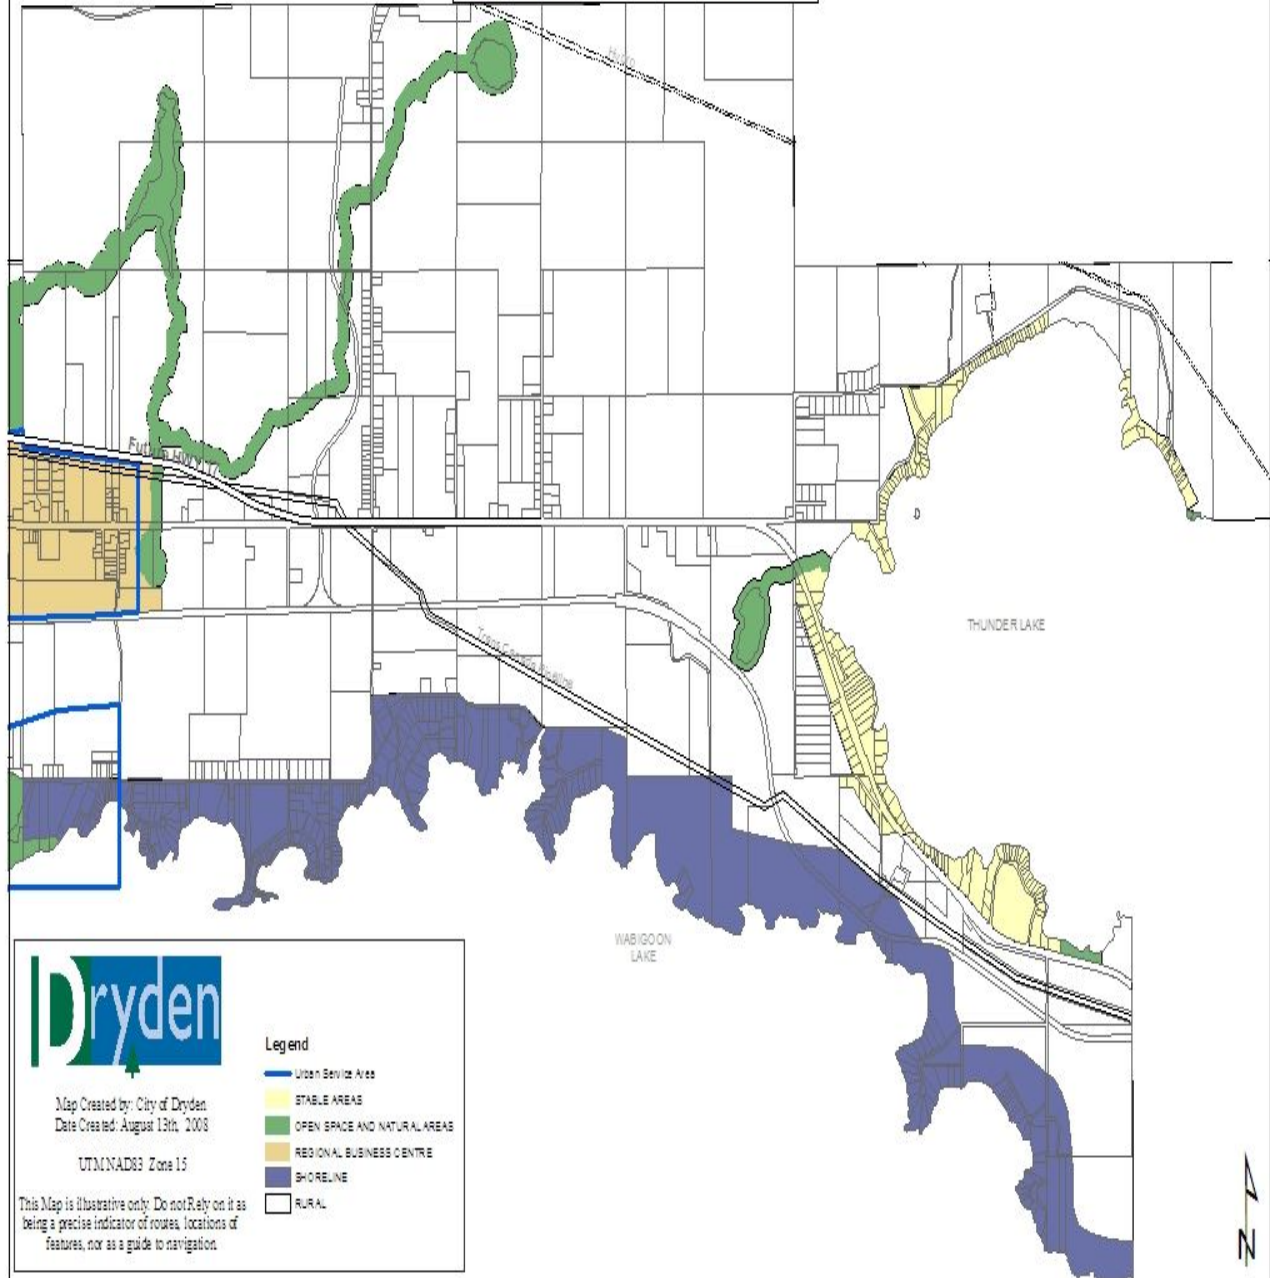 Hydro
Future HWY 17
THUNDER LAKE
Trans Canada Pipeline
WABIGOON
LAKE
Dryden
Map Created by: City of Dryden
Date Created: August 13th, 2008
UTM NAD83 Zone 15
This Map is illustrative only. Do not Rely on it as
being a precise indicator of routes, locations of
features, nor as a guide to navigation.
Legend
Urban Service Area
STABLE AREAS
OPEN SPACE AND NATURAL AREAS
REGIONAL BUSINESS CENTRE
SHORELINE
RURAL
N